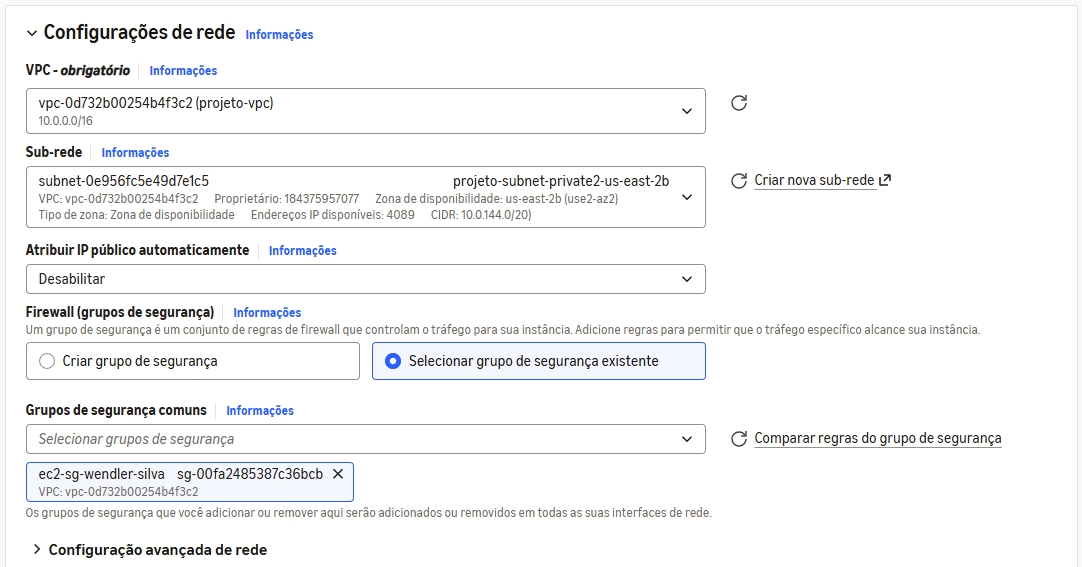 Configurações de rede Informações
VPC - obrigatório Informações
vpc-0d732b00254b4f3c2 (projeto-vpc)
10.0.0.0/16
Sub-rede Informações
subnet-0e956fc5e49d7e1c5 projeto-subnet-private2-us-east-2b
VPC: vpc-0d732b00254b4f3c2 Proprietário: 184375957077 Zona de disponibilidade: us-east-2b (use2-az2)
Tipo de zona: Zona de disponibilidade Endereços IP disponíveis: 4089 CIDR: 10.0.144.0/20)
Criar nova sub-rede
Atribuir IP público automaticamente Informações
Desabilitar
Firewall (grupos de segurança) Informações
Um grupo de segurança é um conjunto de regras de firewall que controlam o tráfego para sua instância. Adicione regras para permitir que o tráfego específico alcance sua instância.
Criar grupo de segurança
Selecionar grupo de segurança existente
Grupos de segurança comuns Informações
Selecionar grupos de segurança
Comparar regras do grupo de segurança
ec2-sg-wendler-silva sg-00fa2485387c36bcb
VPC: vpc-0d732b00254b4f3c2
Os grupos de segurança que você adicionar ou remover aqui serão adicionados ou removidos em todas as suas interfaces de rede.
Configuração avançada de rede